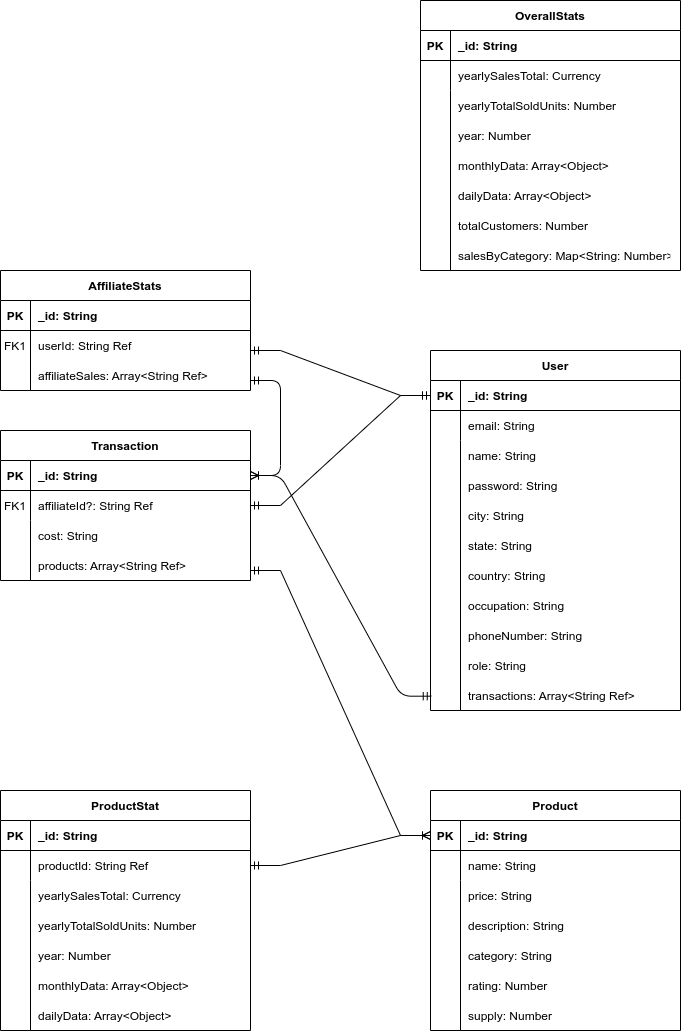 OverallStats
PK _id: String
yearlySalesTotal: Currency
yearlyTotalSoldUnits: Number
year: Number
monthlyData: Array<Object>
dailyData: Array<Object>
totalCustomers: Number
salesByCategory: Map<String: Number>
AffiliateStats
PK _id: String
FK1 userId: String Ref
affiliateSales: Array<String Ref>
User
PK _id: String
email: String
name: String
password: String
city: String
state: String
country: String
occupation: String
phoneNumber: String
role: String
transactions: Array<String Ref>
Transaction
PK _id: String
FK1 affiliateId?: String Ref
cost: String
products: Array<String Ref>
ProductStat
PK _id: String
productId: String Ref
yearlySalesTotal: Currency
yearlyTotalSoldUnits: Number
year: Number
monthlyData: Array<Object>
dailyData: Array<Object>
Product
PK _id: String
name: String
price: String
description: String
category: String
rating: Number
supply: Number